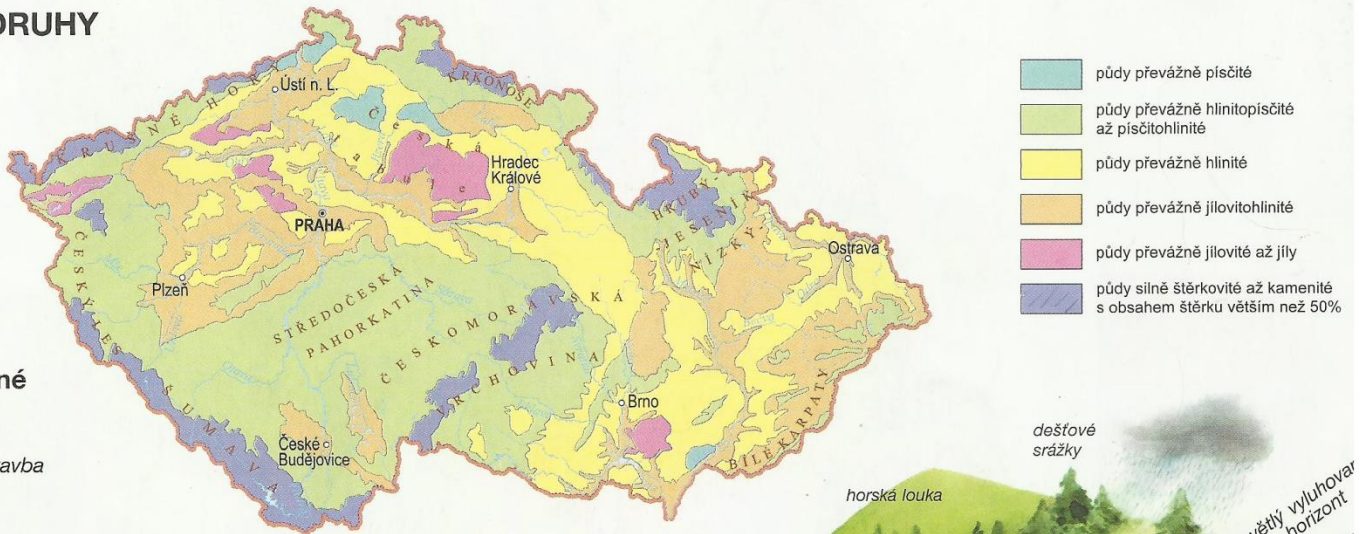 DRUHY
KRUŠNÉ HORY
Ústí n. L.
KRKONOŠE
Česká
tabule
Hradec
Králové
PRAHA
ČESKÝ LES
Plzeň
STŘEDOČESKÁ
PAHORKATINA
ČESKOMORAVSKÁ
VRCHOVINA
HRUBÝ
JESENÍK
NÍZKÝ
Ostrava
Brno
České
Budějovice
ŠUMAVA
BÍLÉ KARPATY
půdy převážně písčité
půdy převážně hlinitopísčité
až písčitohlinité
půdy převážně hlinité
půdy převážně jílovitohlinité
půdy převážně jílovité až jíly
půdy silně štěrkovité až kamenité
s obsahem štěrku větším než 50%
né
avba
dešťové
srážky
horská louka
větlý vyluhovan
horizont